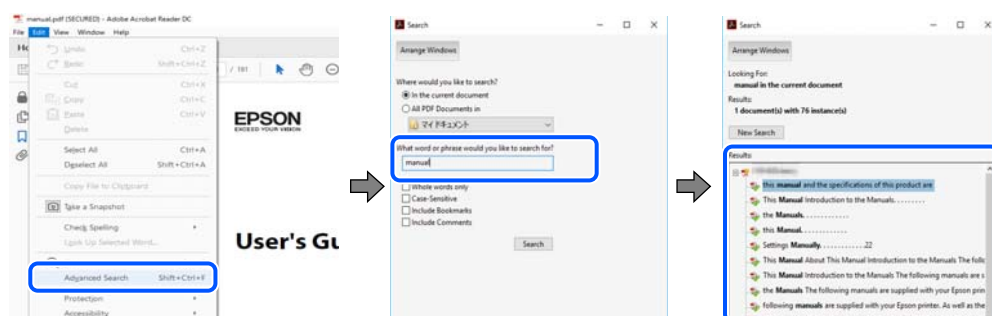 manual.pdf (SECURED) - Adobe Acrobat Reader DC
File Edit View Window Help
Undo Ctrl+Z
Redo Shift+Ctrl+Z
Cut Ctrl+X
Copy Ctrl+C
Paste Ctrl+V
Delete
Select All Ctrl+A
Deselect All Shift+Ctrl+A
Copy File to Clipboard
Take a Snapshot
Check Spelling
Look Up Selected Word...
Advanced Search Shift+Ctrl+F
Protection
Accessibility
/ 181
EPSON
EXCEED YOUR VISION
User's Gu
Search
Arrange Windows
Where would you like to search?
In the current document
All PDF Documents in
マイ ドキュメント
What word or phrase would you like to search for?
manual
Whole words only
Case-Sensitive
Include Bookmarks
Include Comments
Search
Search
Arrange Windows
Looking For:
manual in the current document
Results:
1 document(s) with 76 instance(s)
New Search
Results:
this manual and the specifications of this product are
This Manual Introduction to the Manuals. . . . . . . .
the Manuals. . . . . . . . . . . .
this Manual. . . . . . . . . . . .
Settings Manually. . . . . . . . . . . .22
This Manual About This Manual Introduction to the Manuals The follo
This Manual Introduction to the Manuals The following manuals are s
the Manuals The following manuals are supplied with your Epson prin
following manuals are supplied with your Epson printer. As well as the